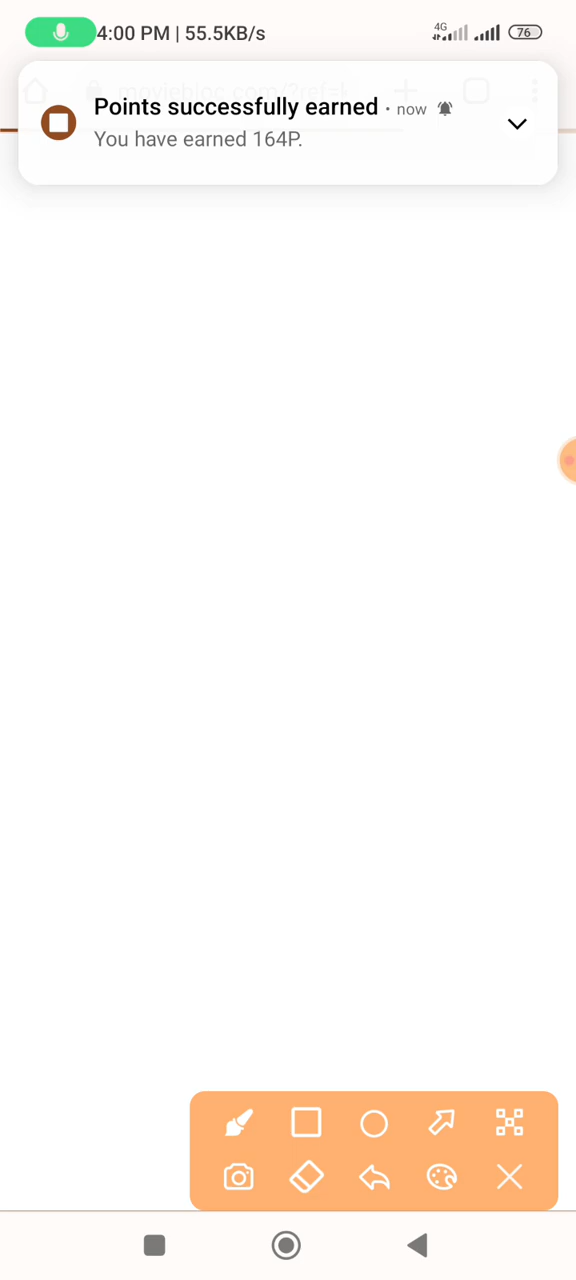 4:00 PM | 55.5KB/s
4G
76
Points successfully earned · now
You have earned 164P.